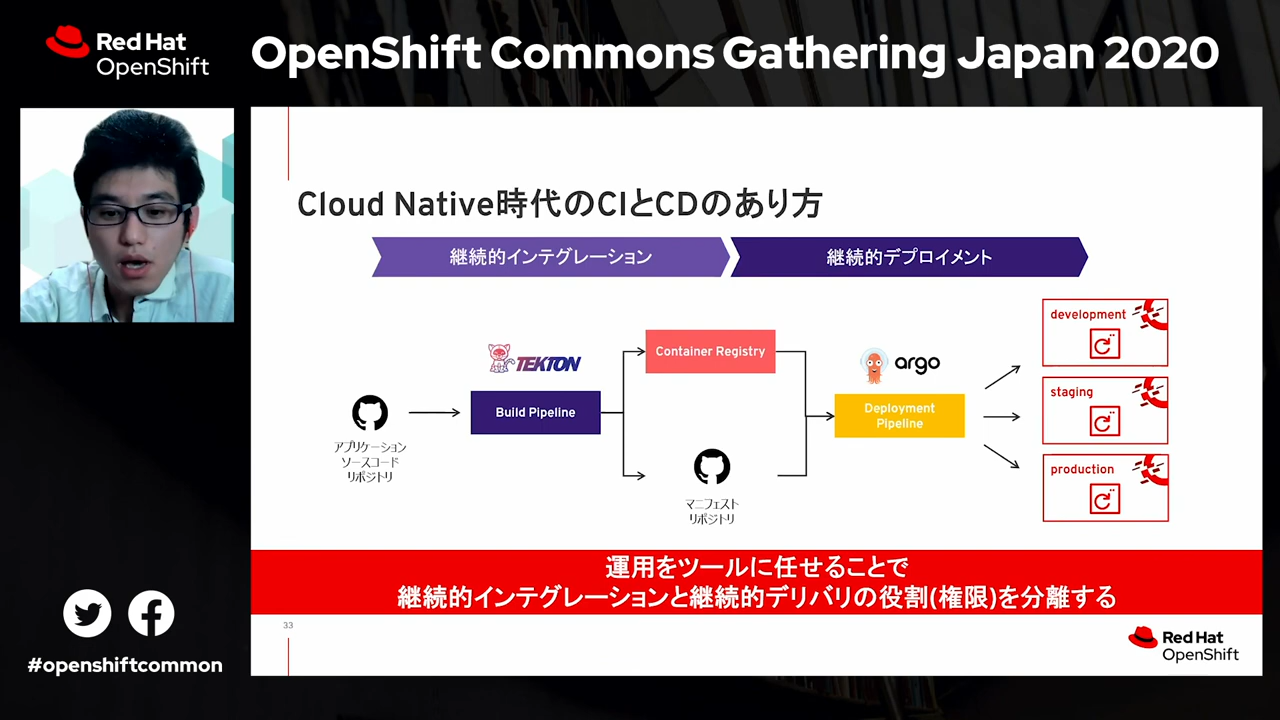 Red Hat
OpenShift
OpenShift Commons Gathering Japan 2020
Cloud Native時代のCIとCDのあり方
継続的インテグレーション
継続的デプロイメント
TEKTON
Build Pipeline
アプリケーション
ソースコード
リポジトリ
Container Registry
マニフェスト
リポジトリ
argo
Deployment
Pipeline
development
staging
production
運用をツールに任せることで
継続的インテグレーションと継続的デリバリの役割(権限)を分離する
33
Red Hat
OpenShift
#openshiftcommon